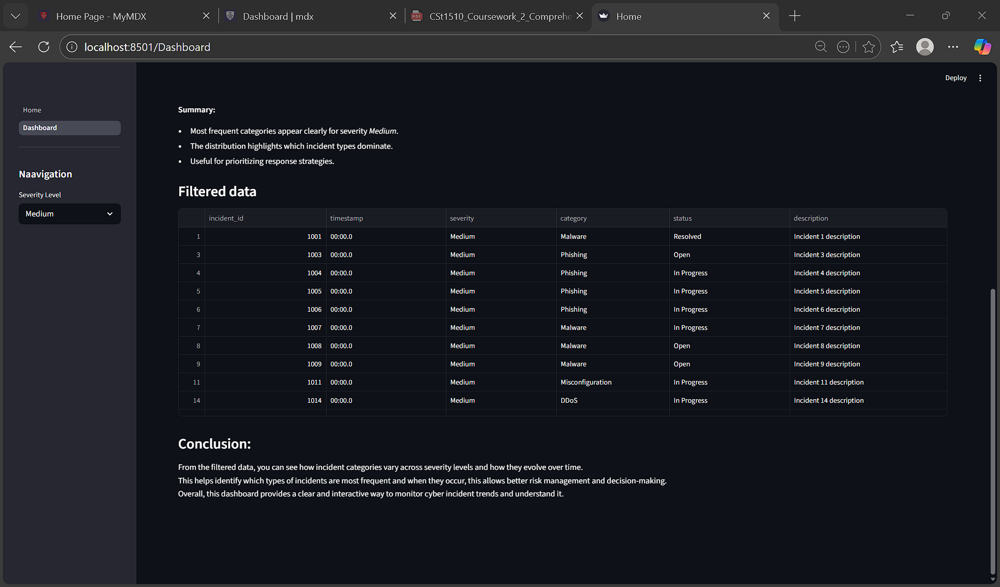 Home Page - MyMDX
Dashboard | mdx
PDF
CSt1510_Coursework_2_Comprehe
Home
localhost:8501/Dashboard
Deploy
Home
Dashboard
Naavigation
Severity Level
Medium
Summary:
• Most frequent categories appear clearly for severity Medium.
• The distribution highlights which incident types dominate.
• Useful for prioritizing response strategies.
Filtered data
incident_id timestamp severity category status description
1 1001 00:00.0 Medium Malware Resolved Incident 1 description
3 1003 00:00.0 Medium Phishing Open Incident 3 description
4 1004 00:00.0 Medium Phishing In Progress Incident 4 description
5 1005 00:00.0 Medium Phishing In Progress Incident 5 description
6 1006 00:00.0 Medium Phishing In Progress Incident 6 description
7 1007 00:00.0 Medium Malware In Progress Incident 7 description
8 1008 00:00.0 Medium Malware Open Incident 8 description
9 1009 00:00.0 Medium Malware Open Incident 9 description
11 1011 00:00.0 Medium Misconfiguration In Progress Incident 11 description
14 1014 00:00.0 Medium DDoS In Progress Incident 14 description
Conclusion:
From the filtered data, you can see how incident categories vary across severity levels and how they evolve over time.
This helps identify which types of incidents are most frequent and when they occur, this allows better risk management and decision-making.
Overall, this dashboard provides a clear and interactive way to monitor cyber incident trends and understand it.